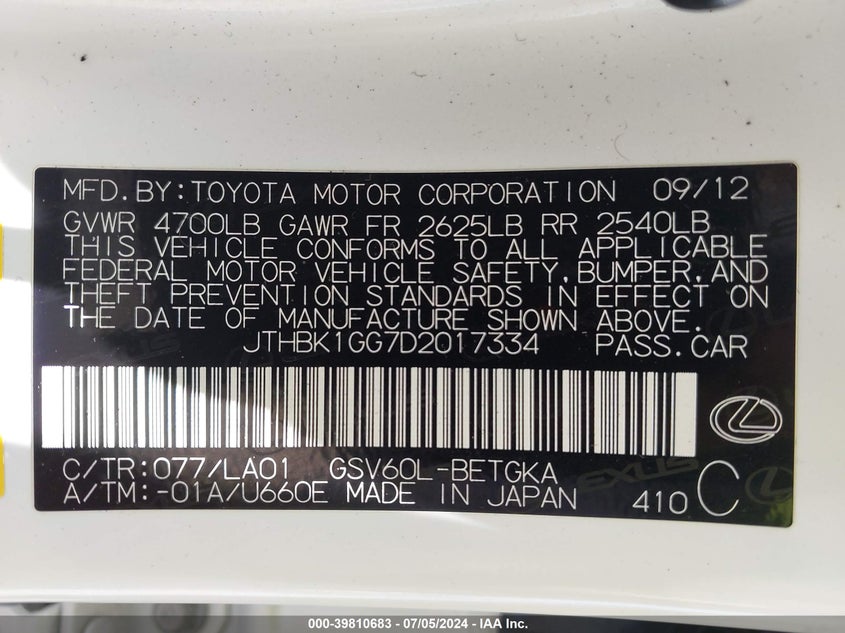 MFD.BY:TOYOTA MOTOR CORPORATION 09/12
GVWR 4700LB GAWR FR 2625LB RR 2540LB
THIS VEHICLE CONFORMS TO ALL APPLICABLE
FEDERAL MOTOR VEHICLE SAFETY,BUMPER,AND
THEFT PREVENTION STANDARDS IN EFFECT ON
THE DATE OF MANUFACTURE SHOWN ABOVE.
JTHBK1GG7D2017334 PASS.CAR
C/TR:077/LA01 GSV60L-BETGKA
A/TM:-01A/U660E MADE IN JAPAN 410 C
LEXUS
000-39810683 - 07/05/2024 - IAA Inc.